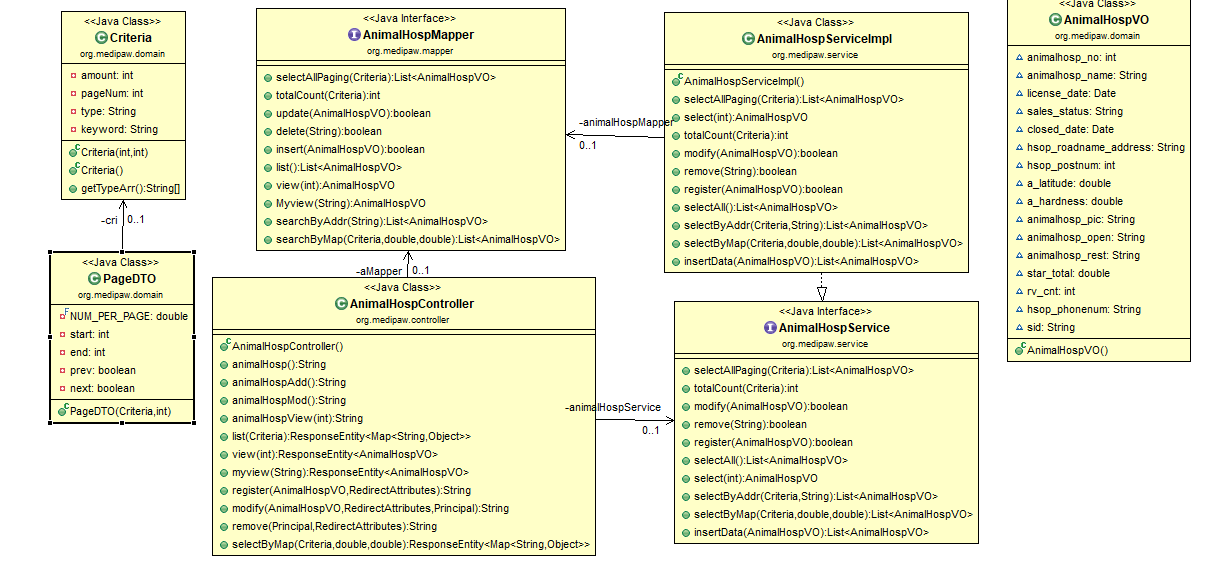 <<Java Class>>
Criteria
org.medipaw.domain
amount: int
pageNum: int
type: String
keyword: String
Criteria(int,int)
Criteria()
getTypeArr():String[]
-cri
0..1
<<Java Class>>
PageDTO
org.medipaw.domain
NUM_PER_PAGE: double
start: int
end: int
prev: boolean
next: boolean
PageDTO(Criteria,int)
<<Java Interface>>
AnimalHospMapper
org.medipaw.mapper
selectAllPaging(Criteria):List<AnimalHospVO>
totalCount(Criteria):int
update(AnimalHospVO):boolean
delete(String):boolean
insert(AnimalHospVO):boolean
list():List<AnimalHospVO>
view(int):AnimalHospVO
Myview(String):AnimalHospVO
searchByAddr(String):List<AnimalHospVO>
searchByMap(Criteria,double,double):List<AnimalHospVO>
-aMapper
0..1
<<Java Class>>
AnimalHospController
org.medipaw.controller
AnimalHospController()
animalHosp():String
animalHospAdd():String
animalHospMod():String
animalHospView(int):String
list(Criteria):ResponseEntity<Map<String,Object>>
view(int):ResponseEntity<AnimalHospVO>
myview(String):ResponseEntity<AnimalHospVO>
register(AnimalHospVO,RedirectAttributes):String
modify(AnimalHospVO,RedirectAttributes,Principal):String
remove(Principal,RedirectAttributes):String
selectByMap(Criteria,double,double):ResponseEntity<Map<String,Object>>
-animalHospMapper
0..1
-animalHospService
0..1
<<Java Class>>
AnimalHospServiceImpl
org.medipaw.service
AnimalHospServiceImpl()
selectAllPaging(Criteria):List<AnimalHospVO>
select(int):AnimalHospVO
totalCount(Criteria):int
modify(AnimalHospVO):boolean
remove(String):boolean
register(AnimalHospVO):boolean
selectAll():List<AnimalHospVO>
selectByAddr(Criteria,String):List<AnimalHospVO>
selectByMap(Criteria,double,double):List<AnimalHospVO>
insertData(AnimalHospVO):List<AnimalHospVO>
<<Java Interface>>
AnimalHospService
org.medipaw.service
selectAllPaging(Criteria):List<AnimalHospVO>
totalCount(Criteria):int
modify(AnimalHospVO):boolean
remove(String):boolean
register(AnimalHospVO):boolean
selectAll():List<AnimalHospVO>
select(int):AnimalHospVO
selectByAddr(Criteria,String):List<AnimalHospVO>
selectByMap(Criteria,double,double):List<AnimalHospVO>
insertData(AnimalHospVO):List<AnimalHospVO>
<<Java Class>>
AnimalHospVO
org.medipaw.domain
animalhosp_no: int
animalhosp_name: String
license_date: Date
sales_status: String
closed_date: Date
hsop_roadname_address: String
hsop_postnum: int
a_latitude: double
a_hardness: double
animalhosp_pic: String
animalhosp_open: String
animalhosp_rest: String
star_total: double
rv_cnt: int
hsop_phonenum: String
sid: String
AnimalHospVO()